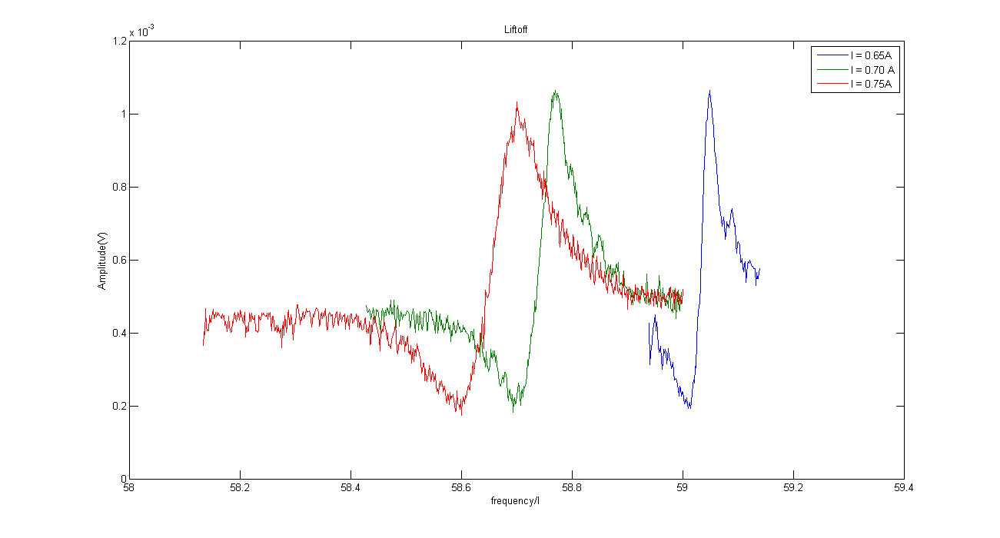 Liftoff
x 10-3
1.2
1
0.8
0.6
0.4
0.2
0
Amplitude(V)
58
58.2
58.4
58.6
58.8
59
59.2
59.4
frequency/I
I = 0.65A
I = 0.70 A
I = 0.75A